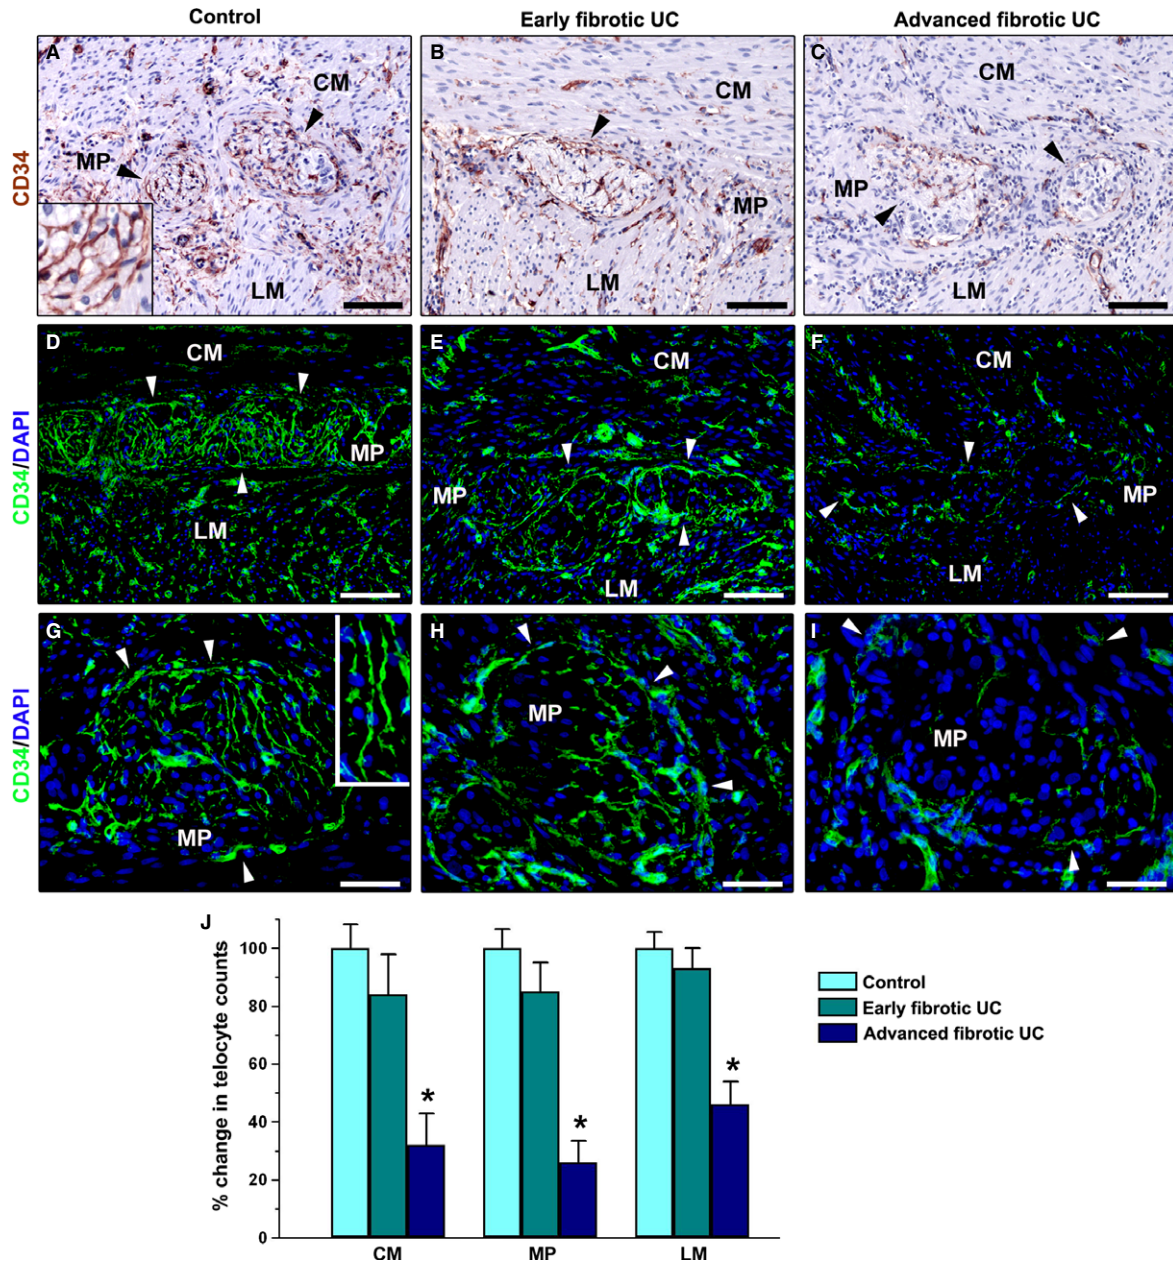 Control
Early fibrotic UC
Advanced fibrotic UC
CD34
A
CM
MP
LM
B
CM
MP
LM
C
CM
MP
LM
CD34/DAPI
D
CM
MP
LM
E
CM
MP
LM
F
CM
MP
LM
CD34/DAPI
G
MP
H
MP
I
MP
J
% change in telocyte counts
100
80
60
40
20
0
*
*
*
CM
MP
LM
Control
Early fibrotic UC
Advanced fibrotic UC